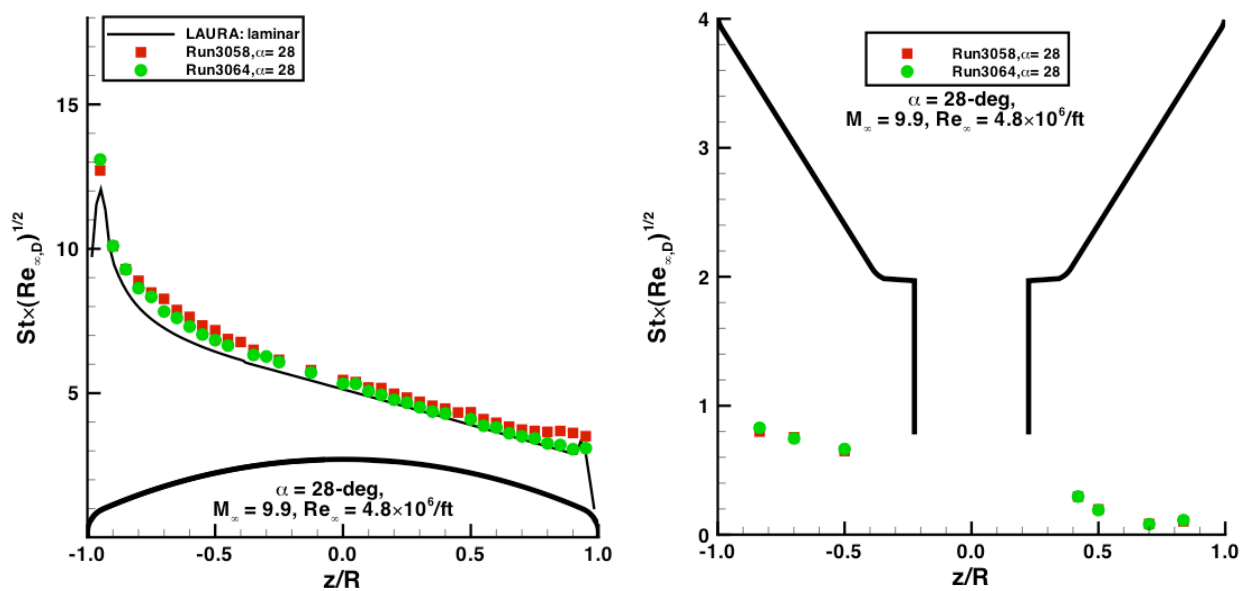 LAURA: laminar
Run3058,α= 28
Run3064,α= 28
15
10
5
St×(Re∞,D)1/2
α = 28-deg,
M∞ = 9.9, Re∞ = 4.8×10⁶/ft
-1.0 -0.5 0.0 0.5 1.0
z/R
Run3058,α= 28
Run3064,α= 28
α = 28-deg,
M∞ = 9.9, Re∞ = 4.8×10⁶/ft
4
3
2
1
0
St×(Re∞,D)1/2
-1.0 -0.5 0.0 0.5 1.0
z/R